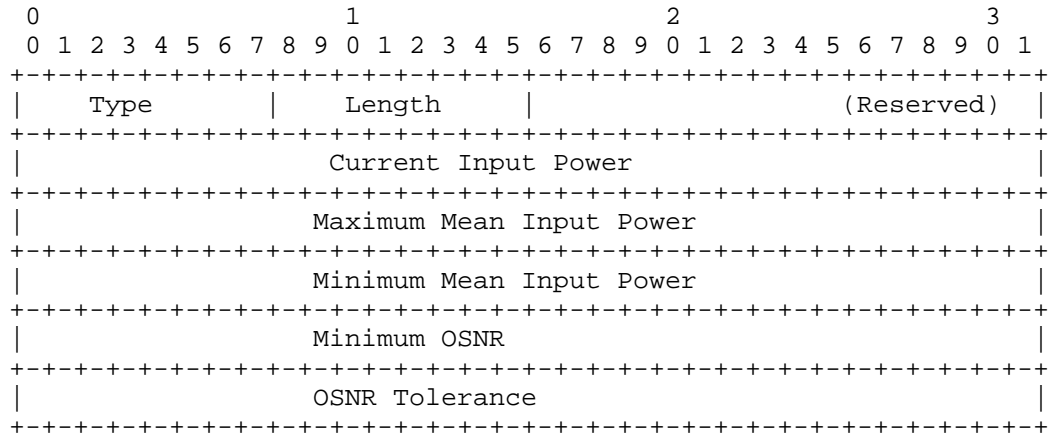 0                   1                   2                   3
 0 1 2 3 4 5 6 7 8 9 0 1 2 3 4 5 6 7 8 9 0 1 2 3 4 5 6 7 8 9 0 1
+-+-+-+-+-+-+-+-+-+-+-+-+-+-+-+-+-+-+-+-+-+-+-+-+-+-+-+-+-+-+-+-+
|    Type       |    Length     |                   (Reserved)  |
+-+-+-+-+-+-+-+-+-+-+-+-+-+-+-+-+-+-+-+-+-+-+-+-+-+-+-+-+-+-+-+-+
|                   Current Input Power                         |
+-+-+-+-+-+-+-+-+-+-+-+-+-+-+-+-+-+-+-+-+-+-+-+-+-+-+-+-+-+-+-+-+
|                  Maximum Mean Input Power                     |
+-+-+-+-+-+-+-+-+-+-+-+-+-+-+-+-+-+-+-+-+-+-+-+-+-+-+-+-+-+-+-+-+
|                  Minimum Mean Input Power                     |
+-+-+-+-+-+-+-+-+-+-+-+-+-+-+-+-+-+-+-+-+-+-+-+-+-+-+-+-+-+-+-+-+
|                  Minimum OSNR                                 |
+-+-+-+-+-+-+-+-+-+-+-+-+-+-+-+-+-+-+-+-+-+-+-+-+-+-+-+-+-+-+-+-+
|                  OSNR Tolerance                               |
+-+-+-+-+-+-+-+-+-+-+-+-+-+-+-+-+-+-+-+-+-+-+-+-+-+-+-+-+-+-+-+-+